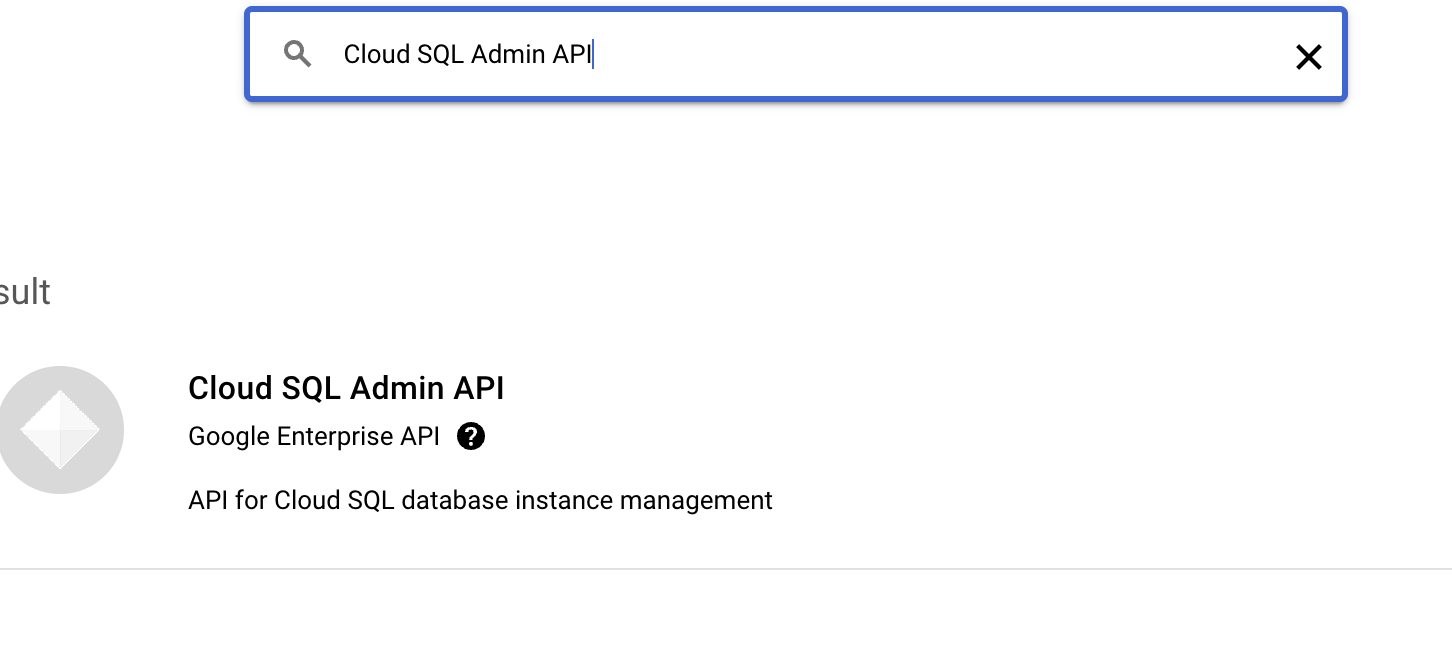 Cloud SQL Admin API
sult
Cloud SQL Admin API
Google Enterprise API ?
API for Cloud SQL database instance management